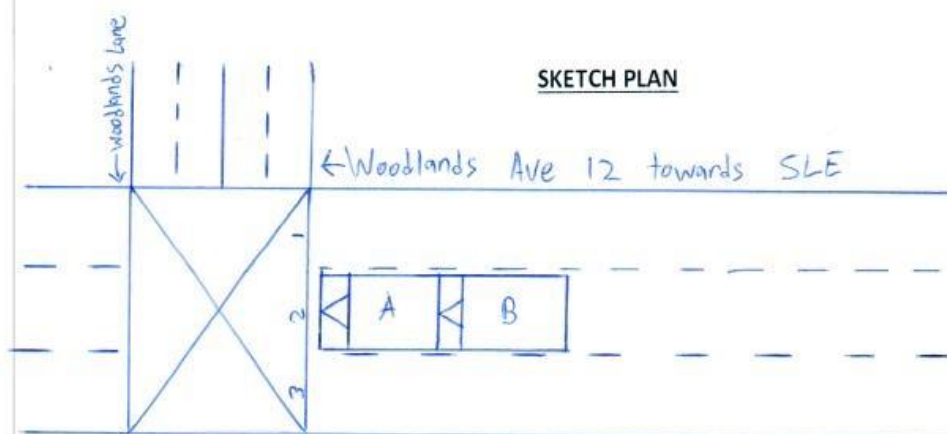 SKETCH PLAN
← Woodlands Lane
← Woodlands Ave 12 towards SLE
1
2
3
A
B